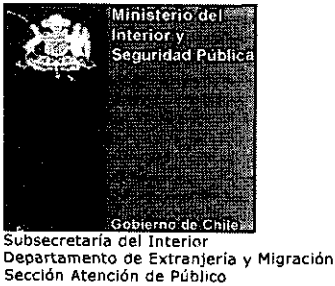 Ministerio del
Interior y
Seguridad Pública
Gobierno de Chile
Subsecretaría del Interior
Departamento de Extranjería y Migración
Sección Atención de Público